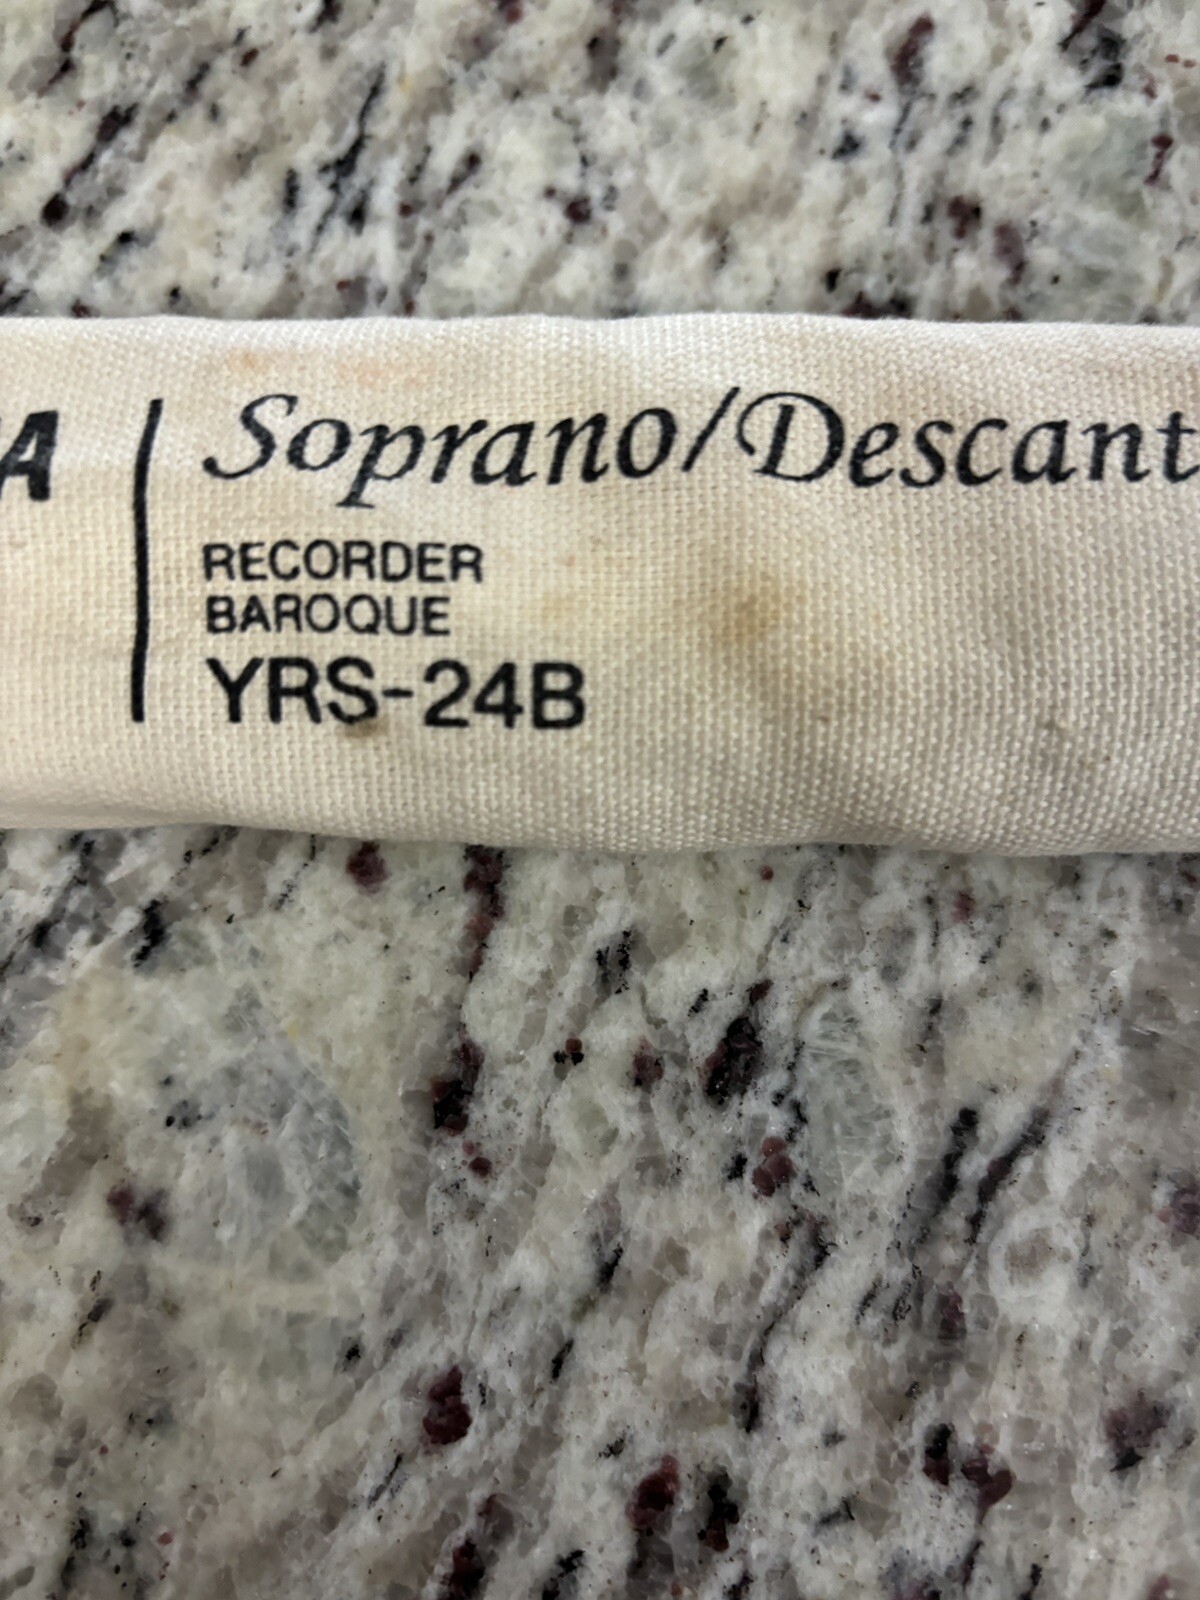 Soprano/Descant
RECORDER
BAROQUE
YRS-24B